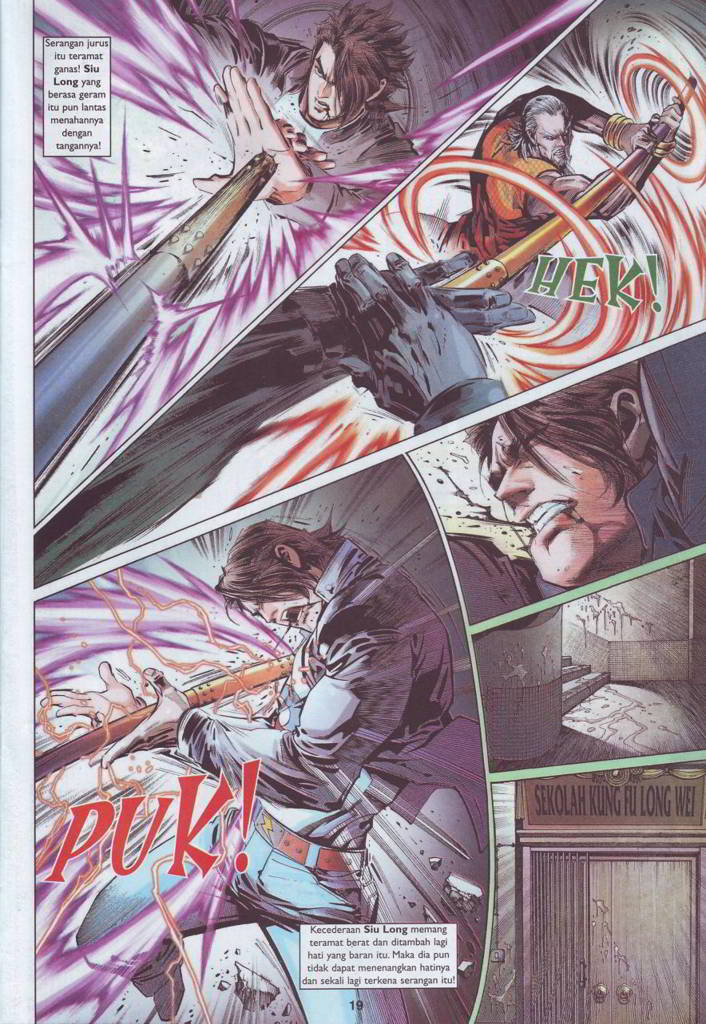 Serangan jurus
itu teramat
ganas! Siu
Long yang
berasa geram
itu pun lantas
menahannya
dengan
tangannya!
HEK!
PUK!
SEKOLAH KUNG FU LONG WEI
Kecederaan Siu Long memang
teramat berat dan ditambah lagi
hati yang baran itu. Maka dia pun
tidak dapat menenangkan hatinya
dan sekali lagi terkena serangan itu!
19